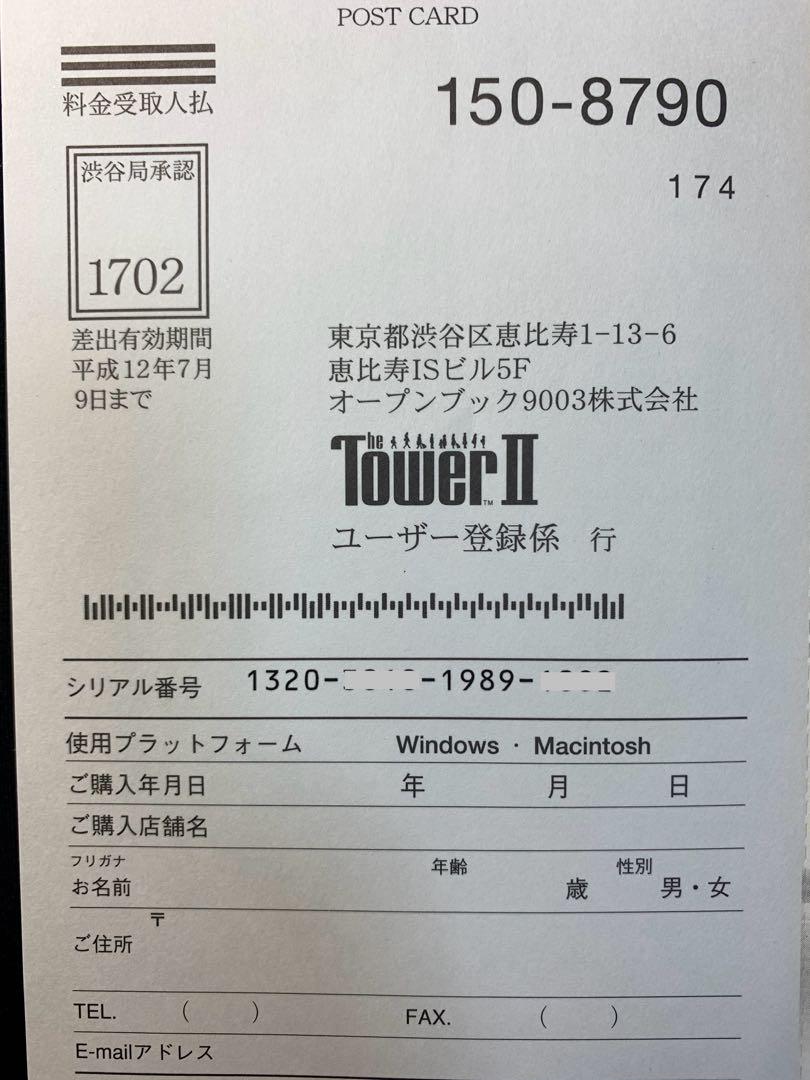 POST CARD
料金受取人払
150-8790
174
渋谷局承認
1702
差出有効期間
平成12年7月
9日まで
東京都渋谷区恵比寿1-13-6
恵比寿ISビル5F
オープンブック9003株式会社
The Tower II™
ユーザー登録係 行
シリアル番号 1320- -1989-
使用プラットフォーム Windows・Macintosh
ご購入年月日 年 月 日
ご購入店舗名
フリガナ
お名前 年齢 歳 性別 男・女
〒
ご住所
TEL. ( ) FAX. ( )
E-mailアドレス